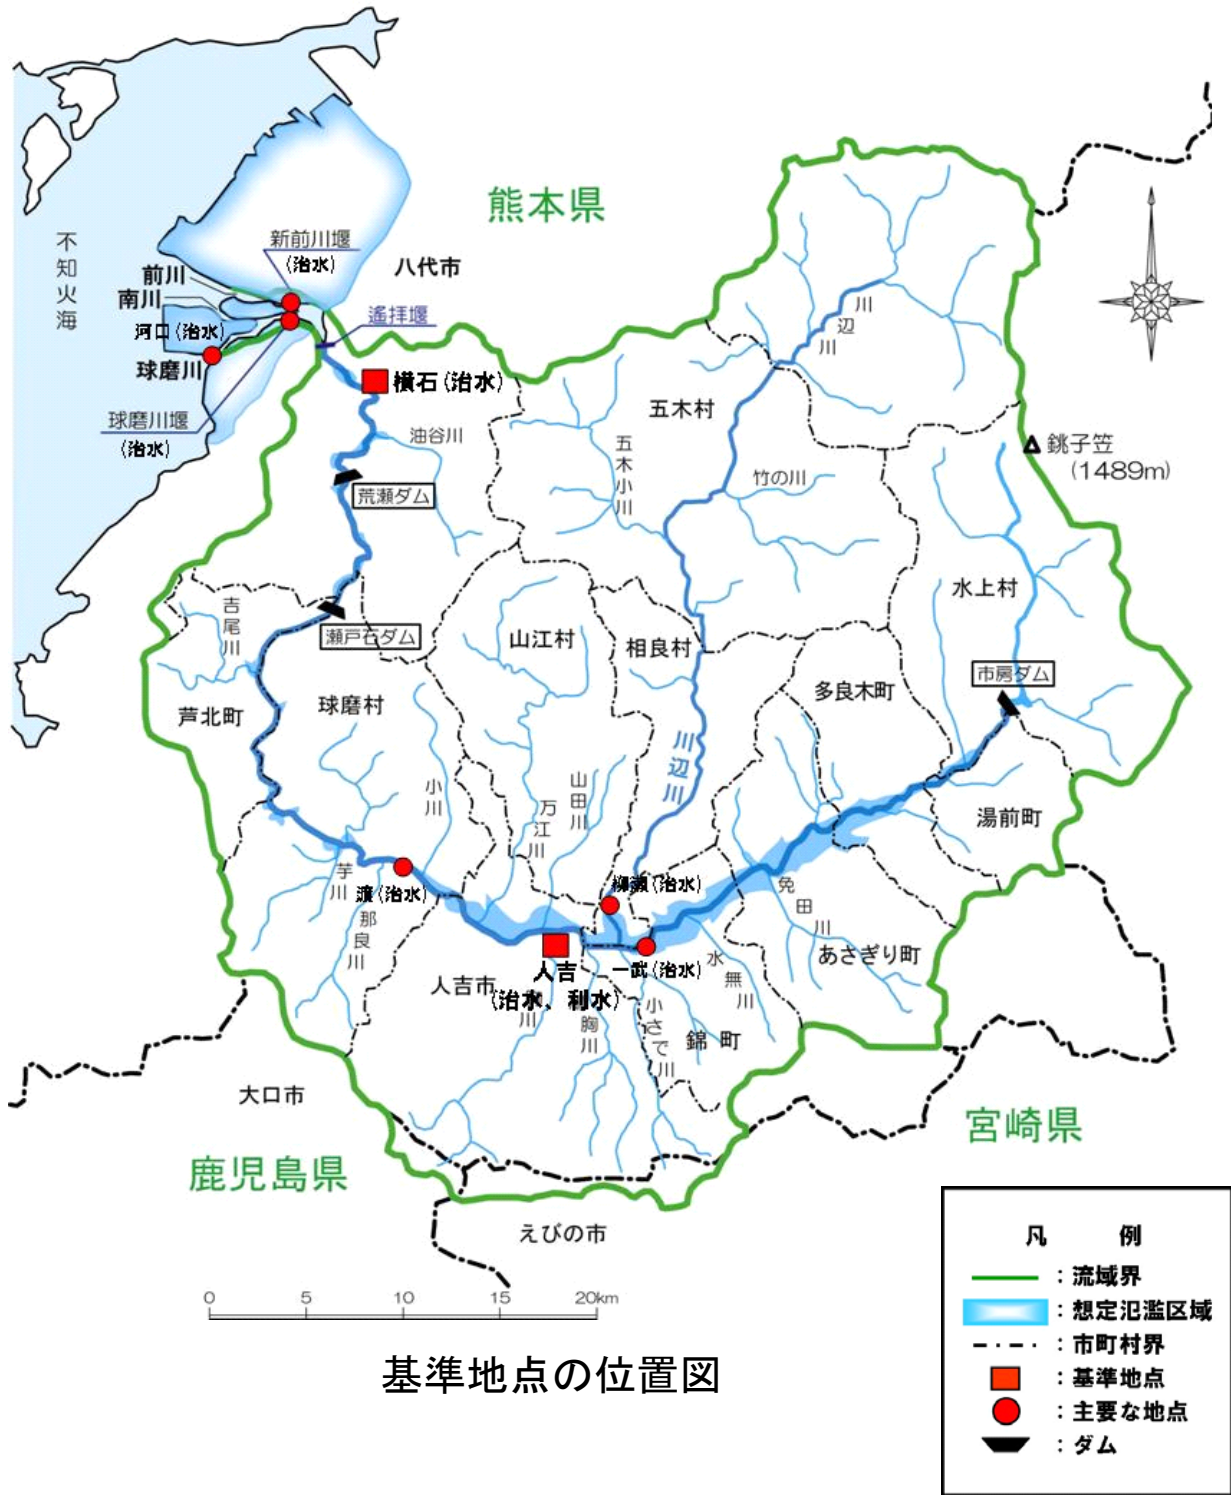 熊本県
不知火海
新前川堰
(治水)
八代市
前川
南川
遙拝堰
河口(治水)
球磨川
横石(治水)
球磨川堰
(治水)
油谷川
荒瀬ダム
川辺川
五木村
五木小川
竹の川
銚子笠
(1489m)
水上村
吉尾川
瀬戸石ダム
山江村
相良村
市房ダム
多良木町
芦北町
球磨村
川辺川
小川
万江川
山田川
湯前町
芋川
渡(治水)
柳瀬(治水)
免田川
那良川
あさぎり町
人吉市
人吉
(治水、利水)
一武(治水)
水無川
川
胸川
小さで川
錦町
大口市
宮崎県
鹿児島県
えびの市
0 5 10 15 20km
基準地点の位置図
凡 例
：流域界
：想定氾濫区域
：市町村界
：基準地点
：主要な地点
：ダム